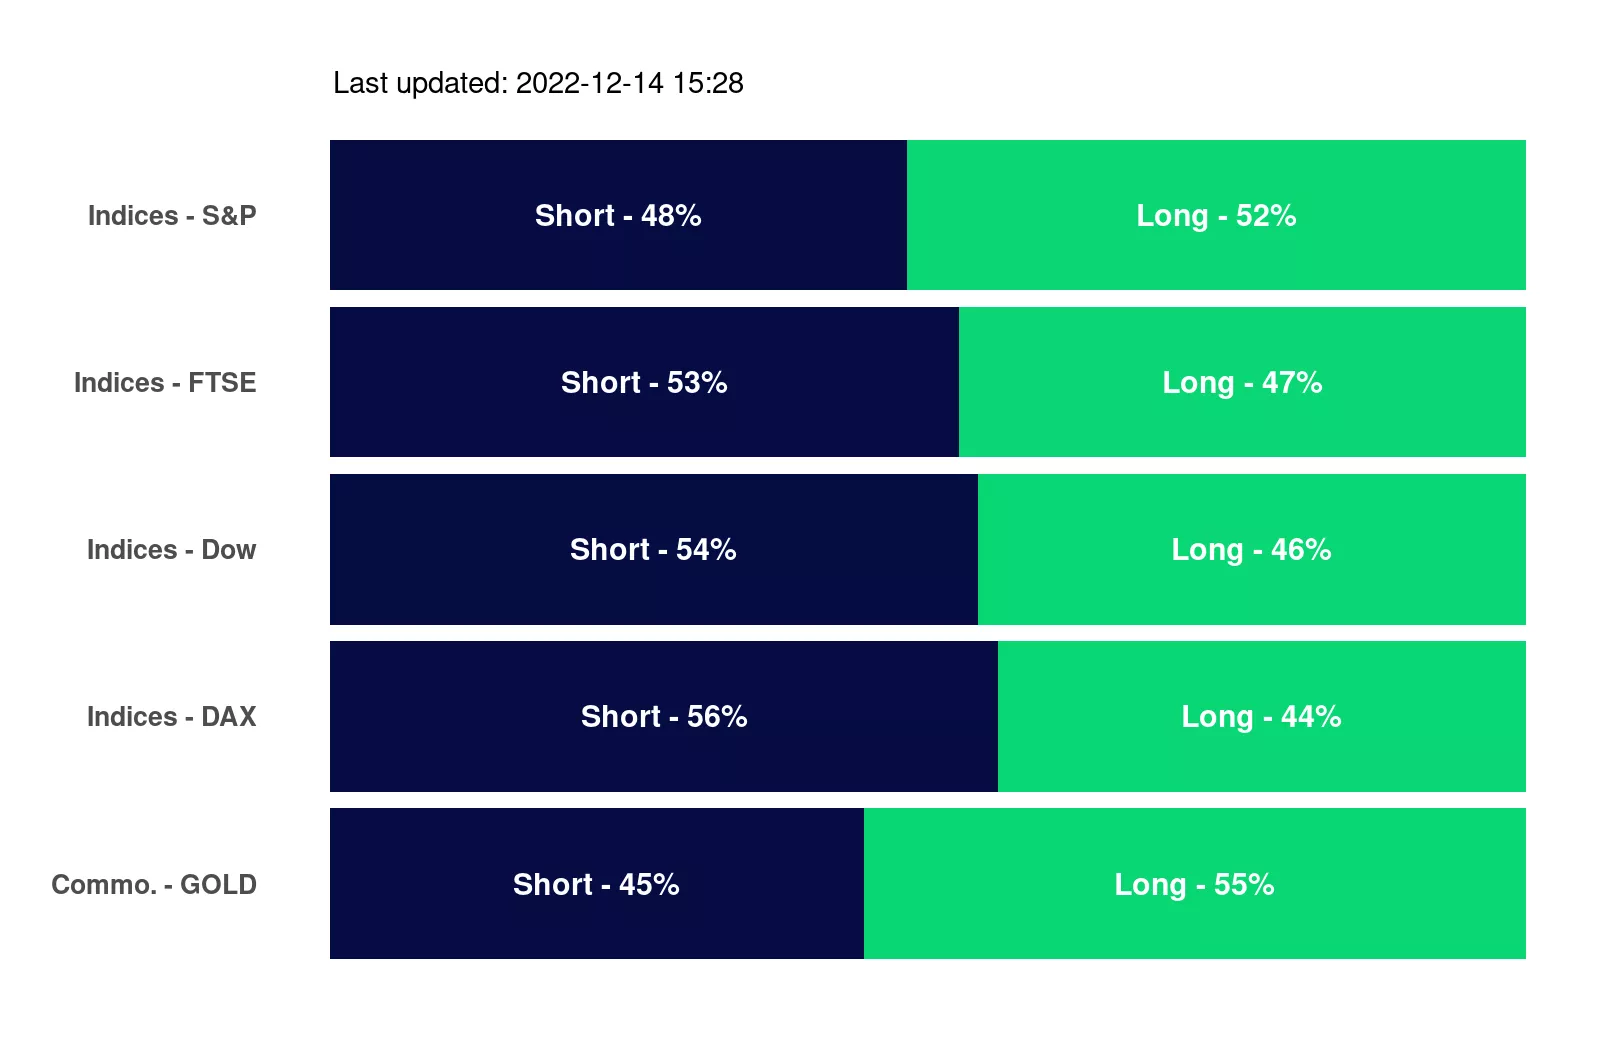 Last updated: 2022-12-14 15:28
Indices - S&P Short - 48% Long - 52%
Indices - FTSE Short - 53% Long - 47%
Indices - Dow Short - 54% Long - 46%
Indices - DAX Short - 56% Long - 44%
Commo. - GOLD Short - 45% Long - 55%